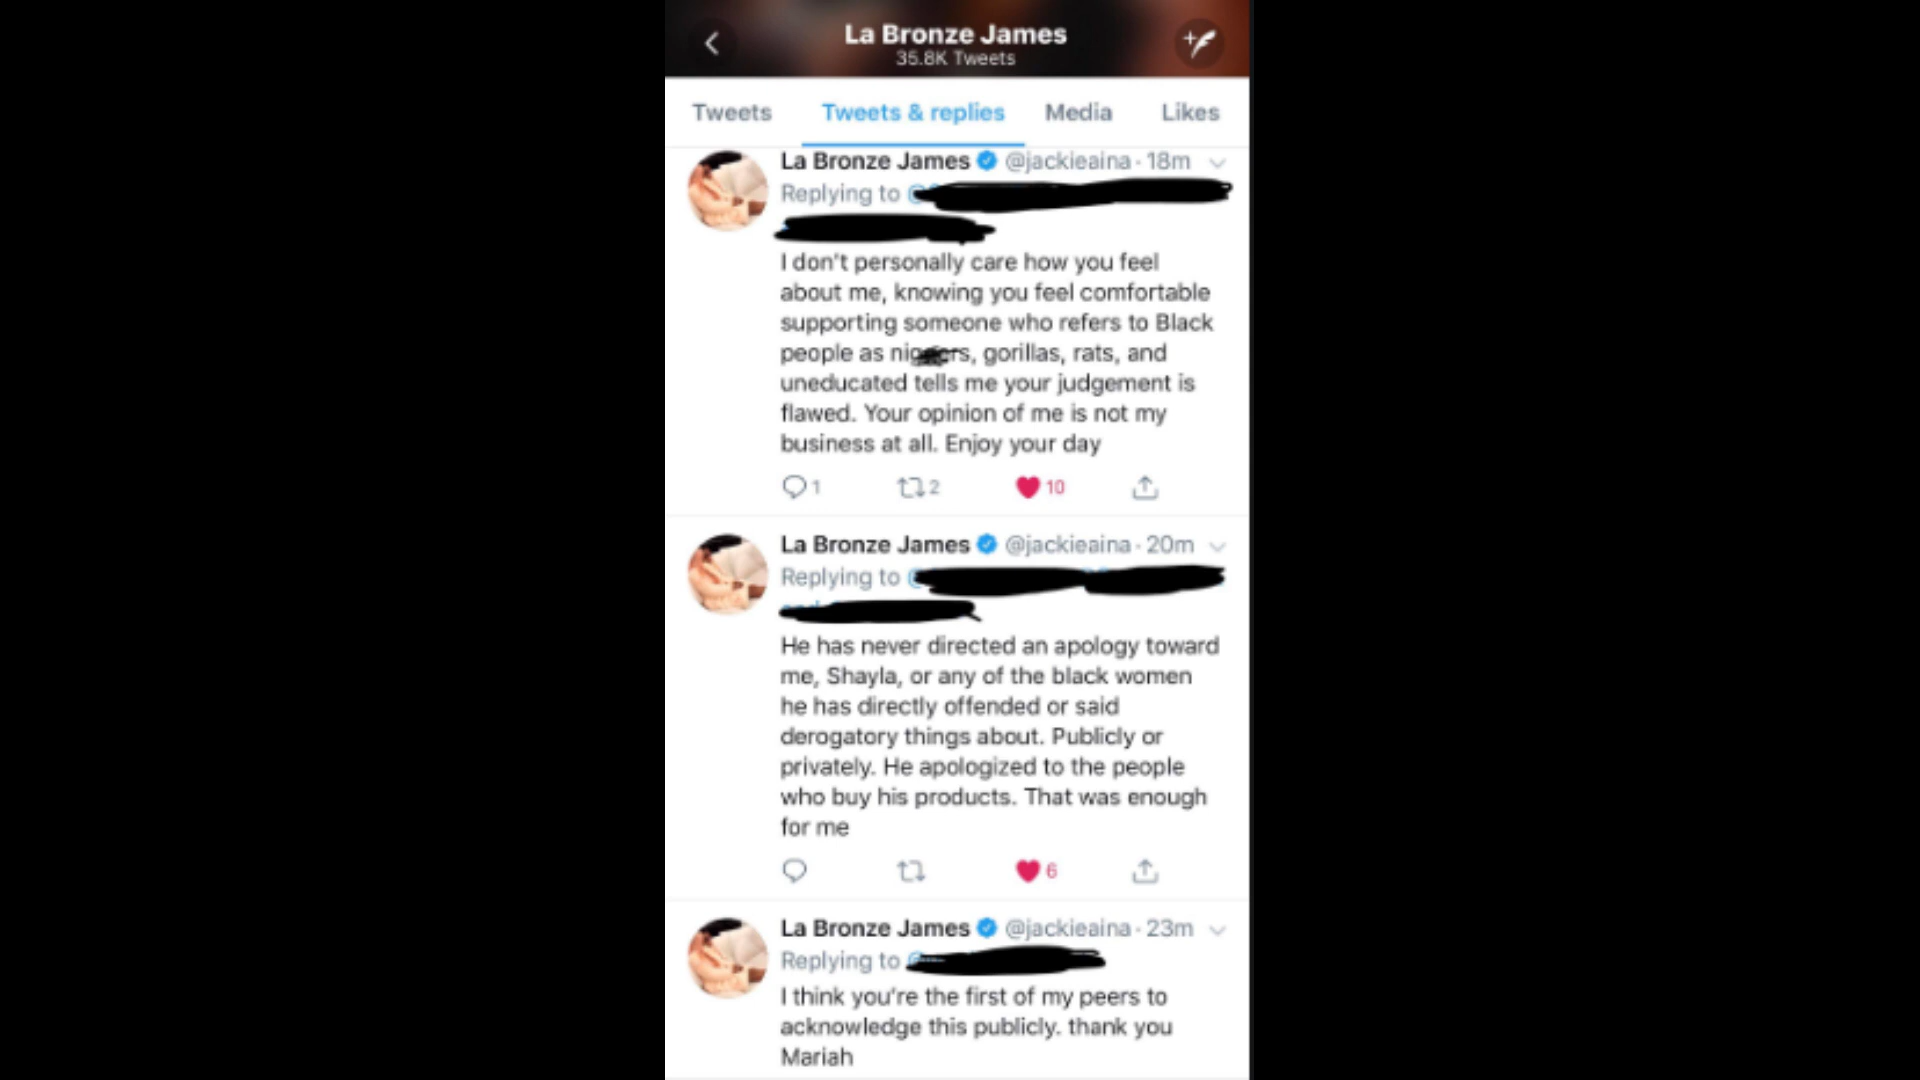 La Bronze James
35.8K Tweets
Tweets Tweets & replies Media Likes
La Bronze James @jackieaina · 18m
Replying to
I don't personally care how you feel
about me, knowing you feel comfortable
supporting someone who refers to Black
people as nig rs, gorillas, rats, and
uneducated tells me your judgement is
flawed. Your opinion of me is not my
business at all. Enjoy your day
1 2 10
La Bronze James @jackieaina · 20m
Replying to
He has never directed an apology toward
me, Shayla, or any of the black women
he has directly offended or said
derogatory things about. Publicly or
privately. He apologized to the people
who buy his products. That was enough
for me
6
La Bronze James @jackieaina · 23m
Replying to
I think you're the first of my peers to
acknowledge this publicly. thank you
Mariah